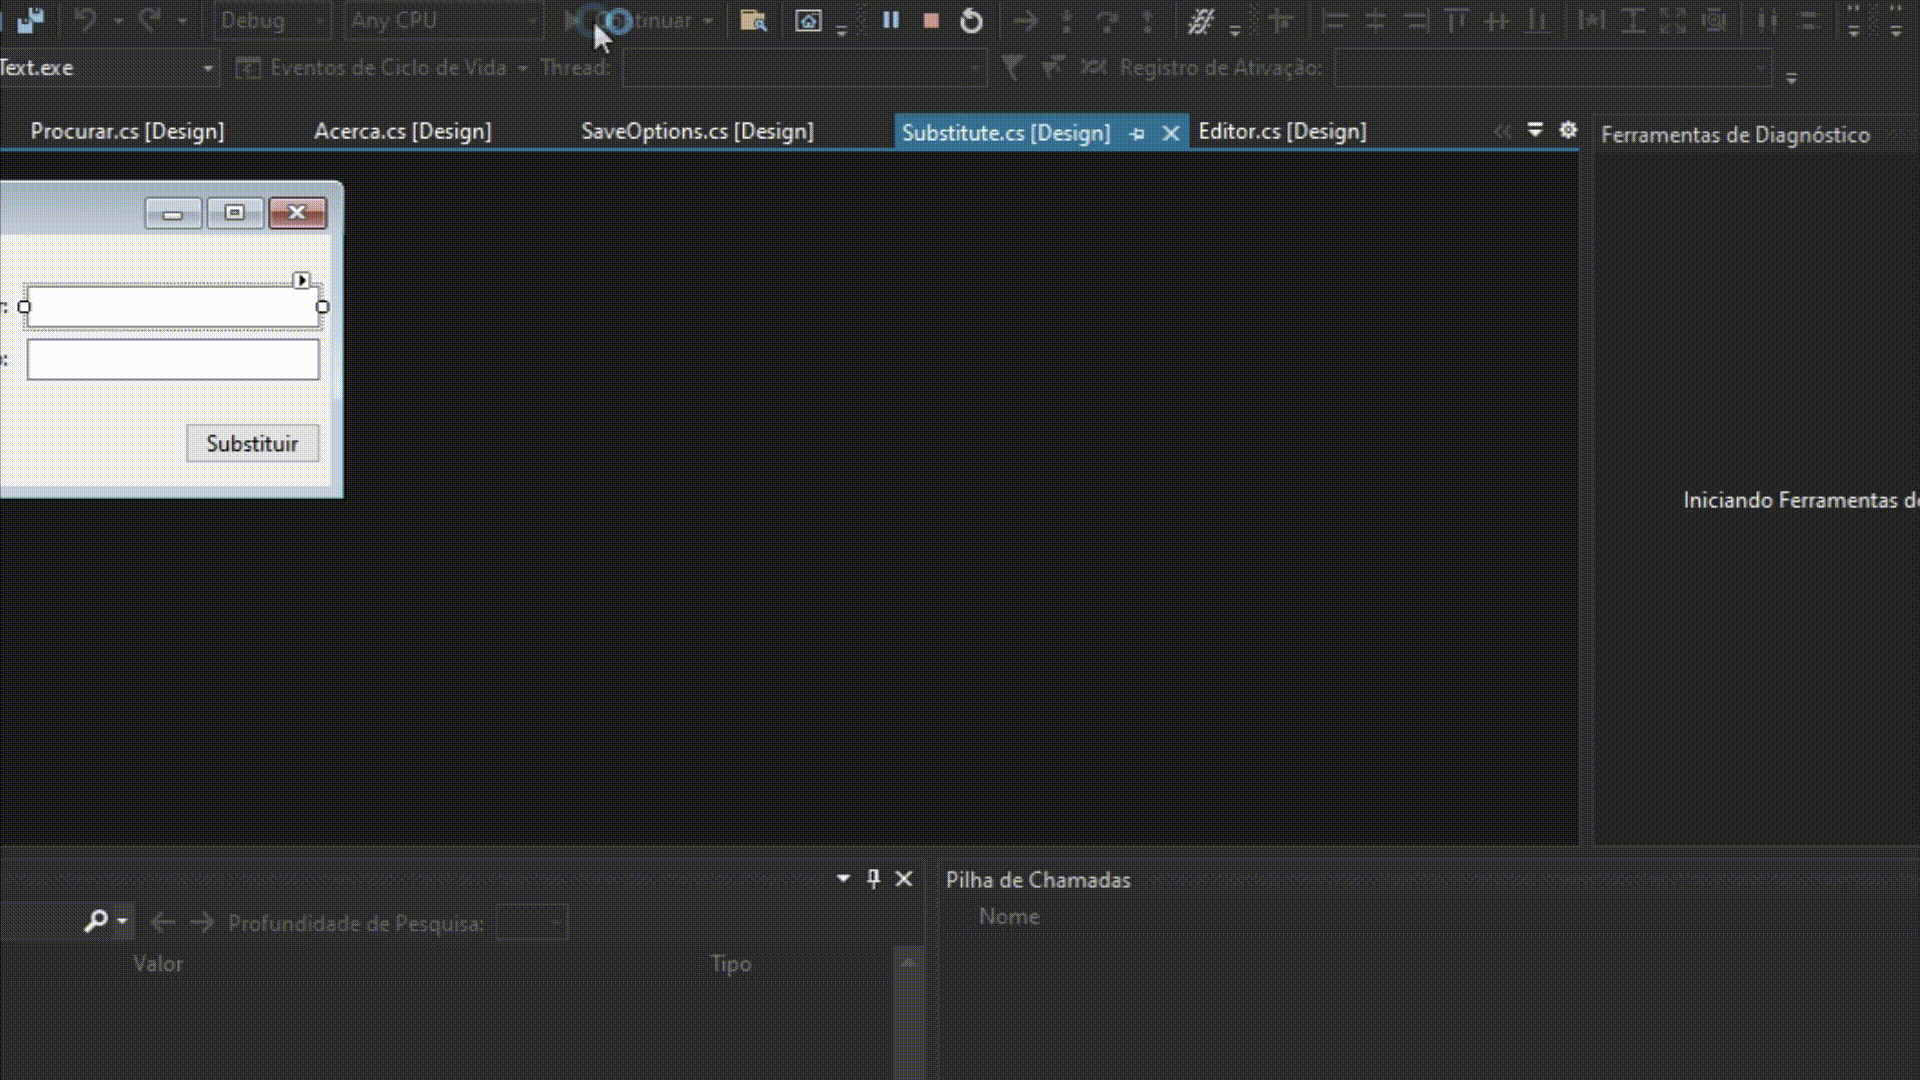 Debug Any CPU Continuar
Text.exe Eventos de Ciclo de Vida Thread: Registro de Ativação:
Procurar.cs [Design] Acerca.cs [Design] SaveOptions.cs [Design] Substitute.cs [Design] Editor.cs [Design] Ferramentas de Diagnóstico
Substituir
Iniciando Ferramentas de
Pilha de Chamadas
Profundidade de Pesquisa: Nome
Valor Tipo